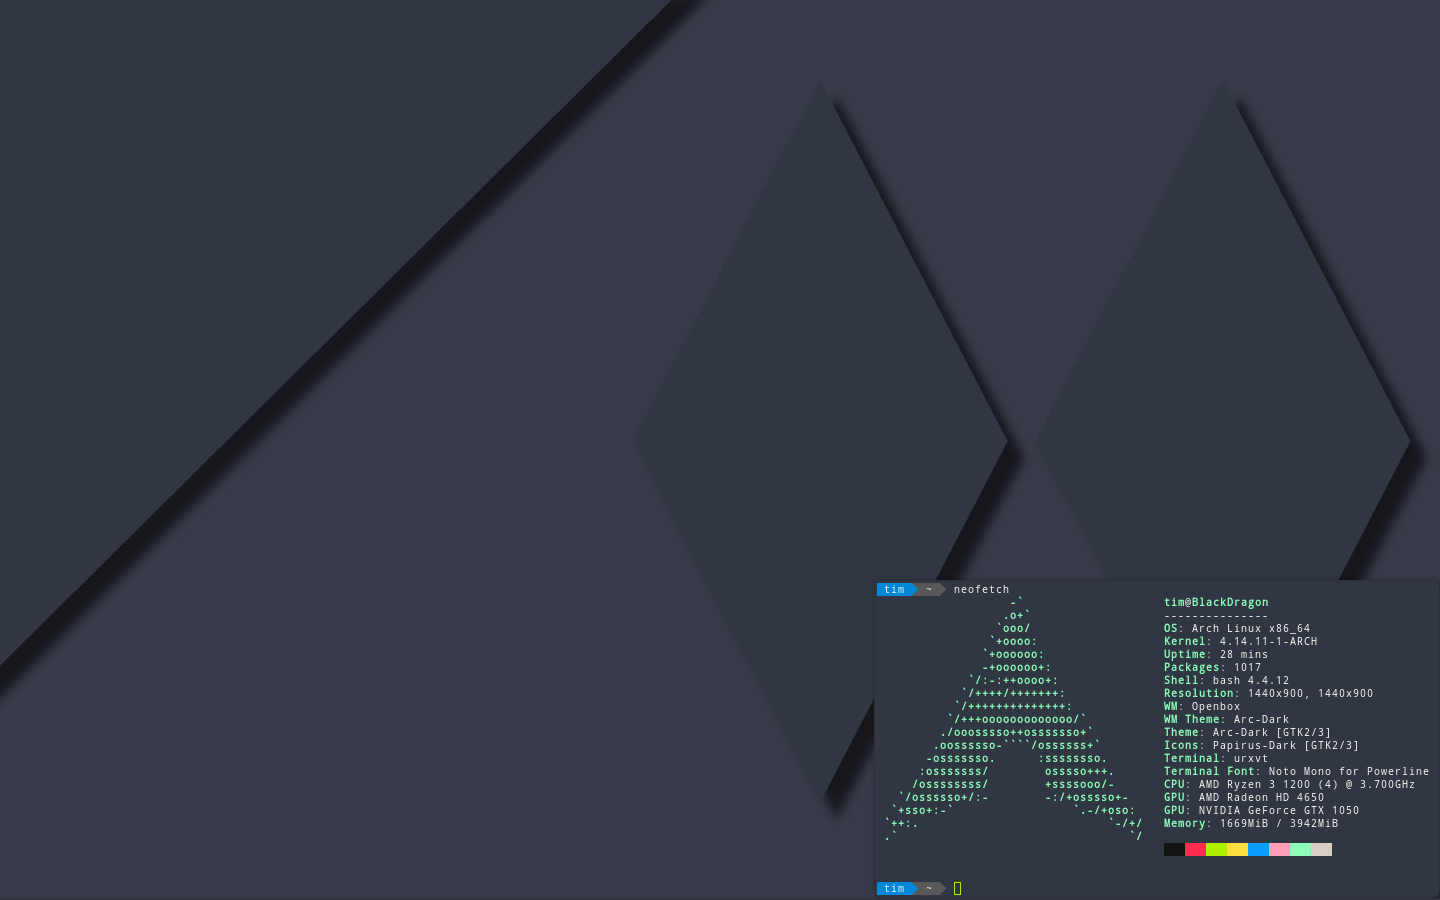 tim ~ neofetch
-`
.o+`
`ooo/
`+oooo:
`+oooooo:
-+oooooo+:
`/:-:++oooo+:
`/++++/+++++++:
`/++++++++++++++:
`/+++ooooooooooooo/`
./ooosssso++osssssso+`
.oossssso-````/ossssss+`
-osssssso.      :ssssssso.
:osssssss/        osssso+++.
/ossssssss/        +ssssooo/-
`/ossssso+/:-        -:/+osssso+-
`+sso+:-`                 `.-/+oso:
`++:.                           `-/+/
.`                                 `/
tim@BlackDragon
---------------
OS: Arch Linux x86_64
Kernel: 4.14.11-1-ARCH
Uptime: 28 mins
Packages: 1017
Shell: bash 4.4.12
Resolution: 1440x900, 1440x900
WM: Openbox
WM Theme: Arc-Dark
Theme: Arc-Dark [GTK2/3]
Icons: Papirus-Dark [GTK2/3]
Terminal: urxvt
Terminal Font: Noto Mono for Powerline
CPU: AMD Ryzen 3 1200 (4) @ 3.700GHz
GPU: AMD Radeon HD 4650
GPU: NVIDIA GeForce GTX 1050
Memory: 1669MiB / 3942MiB
tim ~